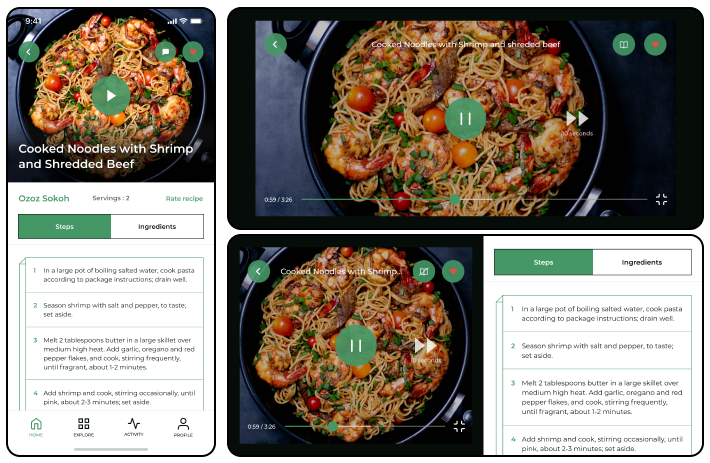 9:41
Cooked Noodles with Shrimp
and Shredded Beef
Ozoz Sokoh
Servings : 2
Rate recipe
Steps
Ingredients
1 In a large pot of boiling salted water, cook pasta
according to package instructions; drain well.
2 Season shrimp with salt and pepper, to taste;
set aside.
3 Melt 2 tablespoons butter in a large skillet over
medium high heat. Add garlic, oregano and red
pepper flakes, and cook, stirring frequently,
until fragrant, about 1-2 minutes.
4 Add shrimp and cook, stirring occasionally, until
pink, about 2-3 minutes; set aside.
HOME
EXPLORE
ACTIVITY
PROFILE
Cooked Noodles with Shrimp and shreded beef
10 seconds
0:59 / 3:26
Cooked Noodles with Shrimp...
10 seconds
0:59 / 3:26
Steps
Ingredients
1 In a large pot of boiling salted water, cook pasta
according to package instructions; drain well.
2 Season shrimp with salt and pepper, to taste;
set aside.
3 Melt 2 tablespoons butter in a large skillet over
medium high heat. Add garlic, oregano and red
pepper flakes, and cook, stirring frequently,
until fragrant, about 1-2 minutes.
4 Add shrimp and cook, stirring occasionally, until
pink, about 2-3 minutes; set aside.